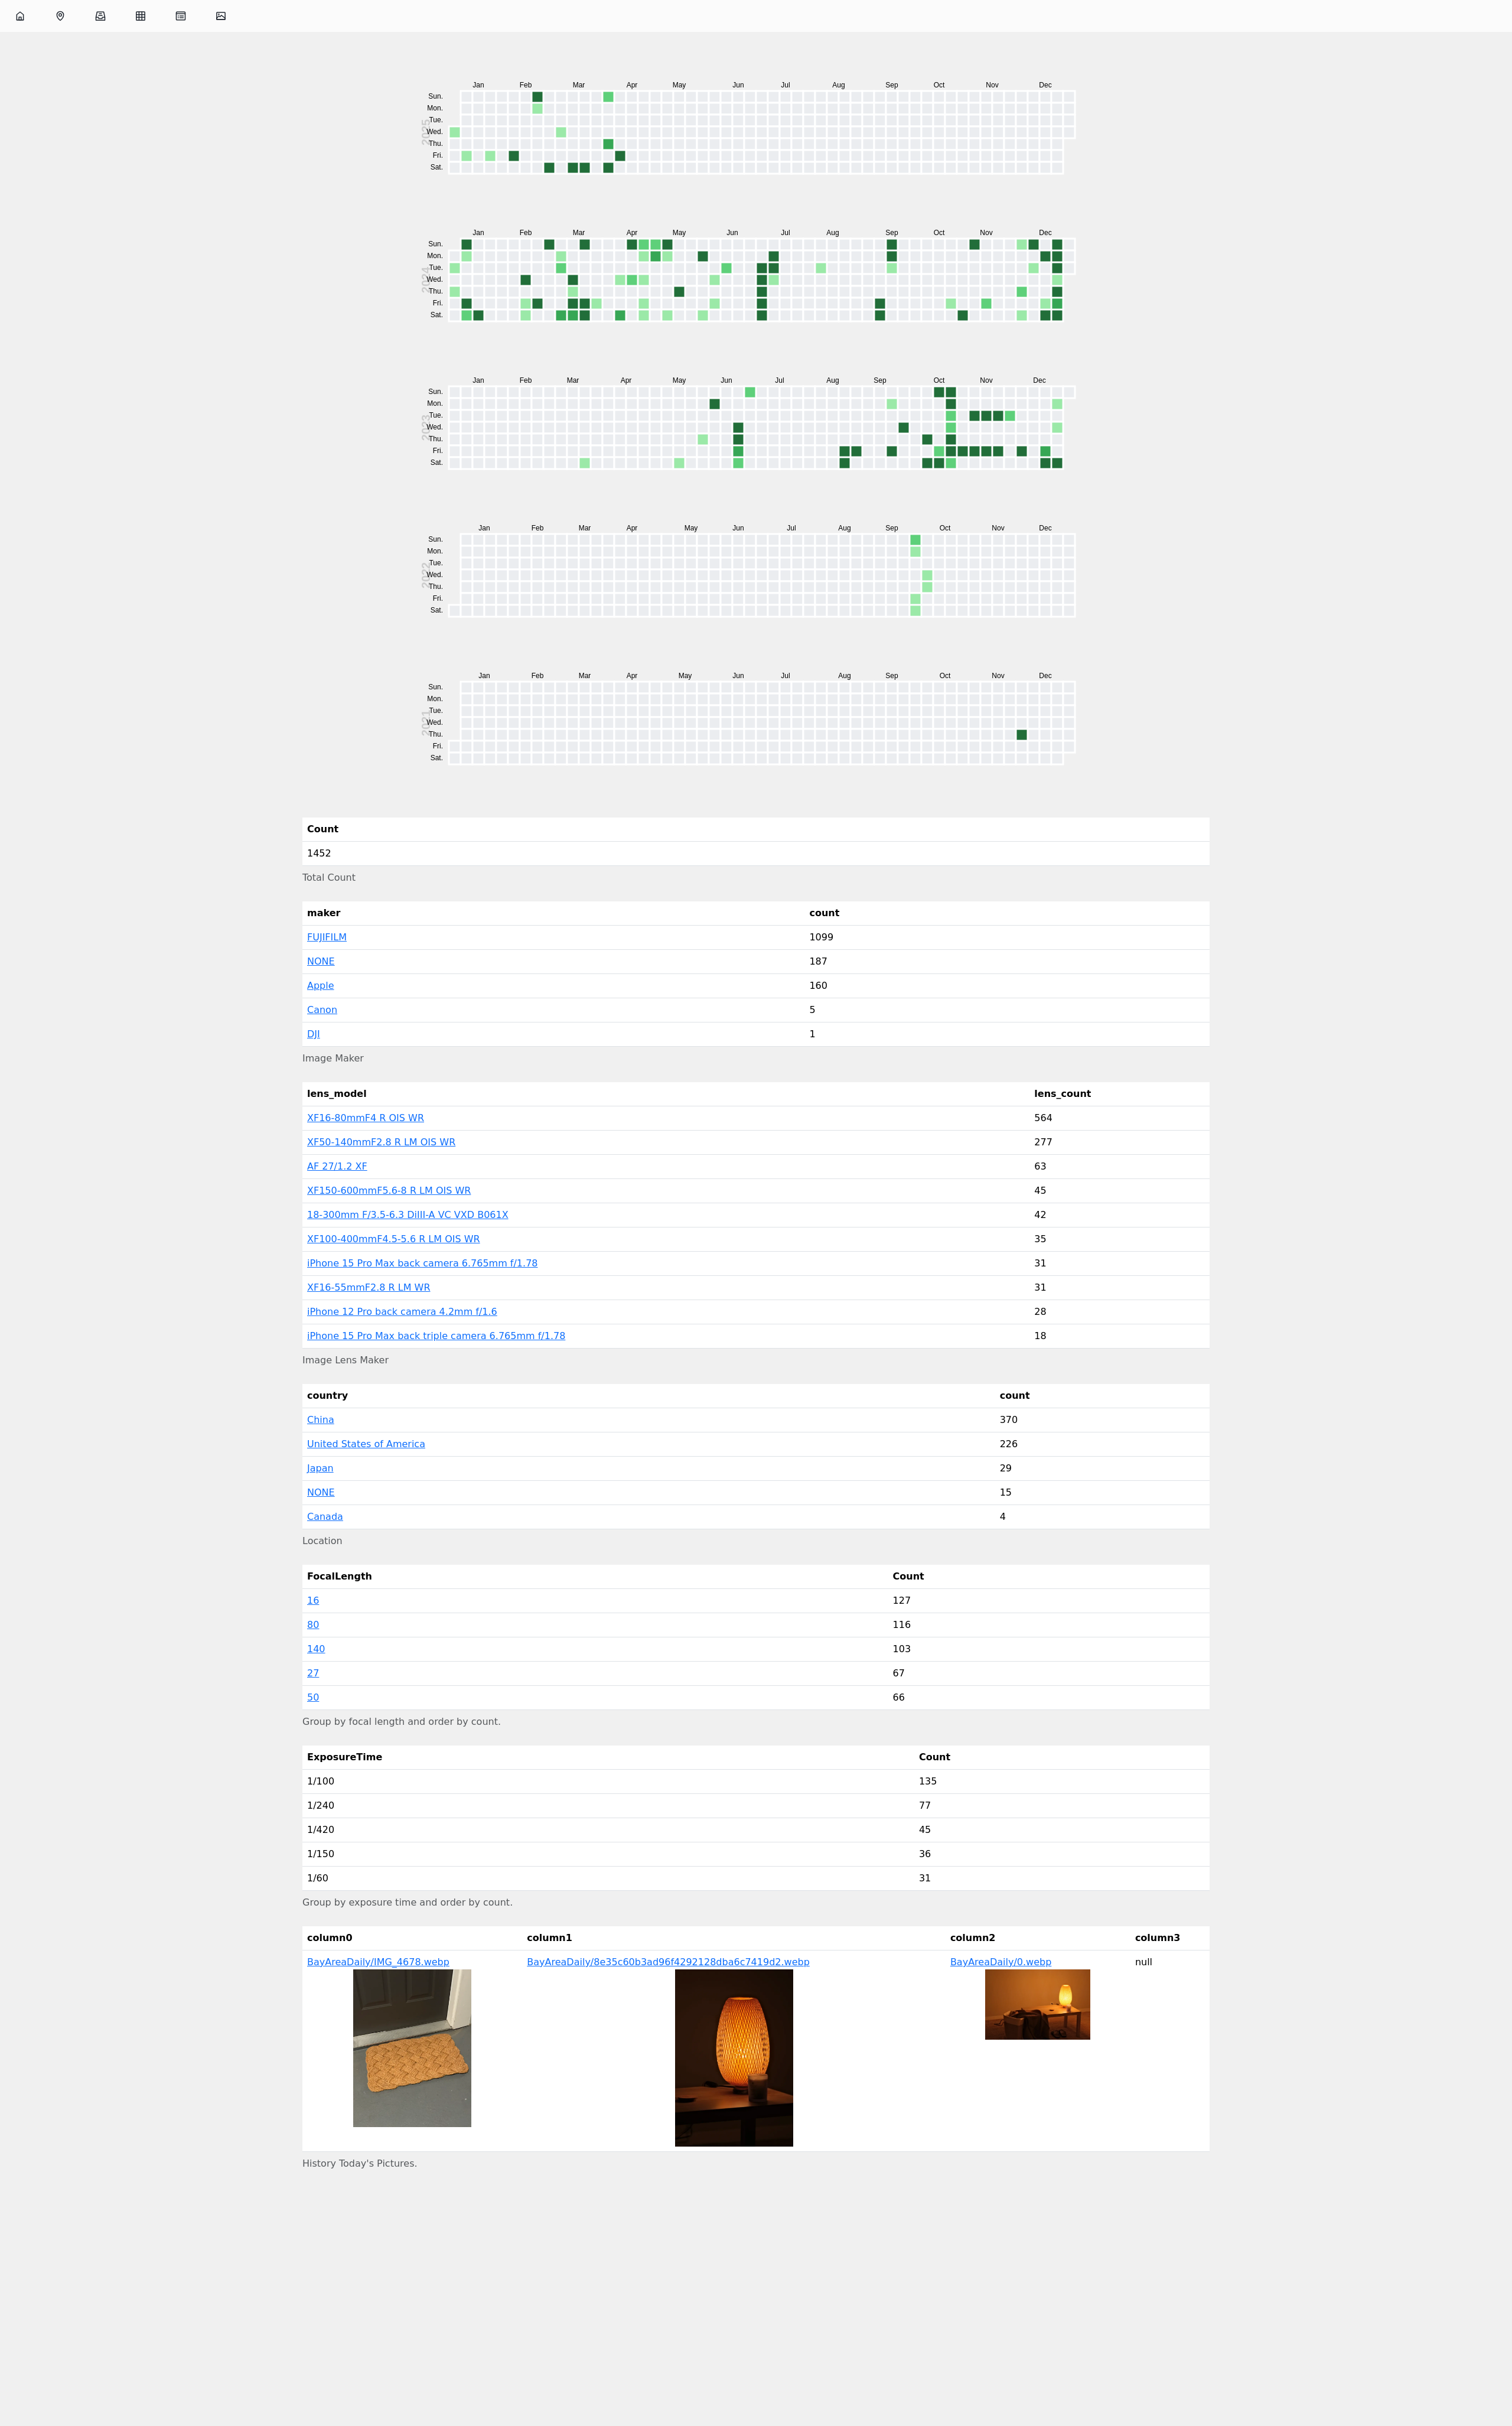 Jan Feb Mar Apr May Jun Jul Aug Sep Oct Nov Dec
2025
Sun.
Mon.
Tue.
Wed.
Thu.
Fri.
Sat.
Jan Feb Mar Apr May Jun Jul Aug Sep Oct Nov Dec
2024
Sun.
Mon.
Tue.
Wed.
Thu.
Fri.
Sat.
Jan Feb Mar Apr May Jun Jul Aug Sep Oct Nov Dec
2023
Sun.
Mon.
Tue.
Wed.
Thu.
Fri.
Sat.
Jan Feb Mar Apr May Jun Jul Aug Sep Oct Nov Dec
2022
Sun.
Mon.
Tue.
Wed.
Thu.
Fri.
Sat.
Jan Feb Mar Apr May Jun Jul Aug Sep Oct Nov Dec
2021
Sun.
Mon.
Tue.
Wed.
Thu.
Fri.
Sat.
Count
1452
Total Count
maker count
FUJIFILM 1099
NONE 187
Apple 160
Canon 5
DJI 1
Image Maker
lens_model lens_count
XF16-80mmF4 R OIS WR 564
XF50-140mmF2.8 R LM OIS WR 277
AF 27/1.2 XF 63
XF150-600mmF5.6-8 R LM OIS WR 45
18-300mm F/3.5-6.3 DiIII-A VC VXD B061X 42
XF100-400mmF4.5-5.6 R LM OIS WR 35
iPhone 15 Pro Max back camera 6.765mm f/1.78 31
XF16-55mmF2.8 R LM WR 31
iPhone 12 Pro back camera 4.2mm f/1.6 28
iPhone 15 Pro Max back triple camera 6.765mm f/1.78 18
Image Lens Maker
country count
China 370
United States of America 226
Japan 29
NONE 15
Canada 4
Location
FocalLength Count
16 127
80 116
140 103
27 67
50 66
Group by focal length and order by count.
ExposureTime Count
1/100 135
1/240 77
1/420 45
1/150 36
1/60 31
Group by exposure time and order by count.
column0 column1 column2 column3
BayAreaDaily/IMG_4678.webp BayAreaDaily/8e35c60b3ad96f4292128dba6c7419d2.webp BayAreaDaily/0.webp null
History Today's Pictures.